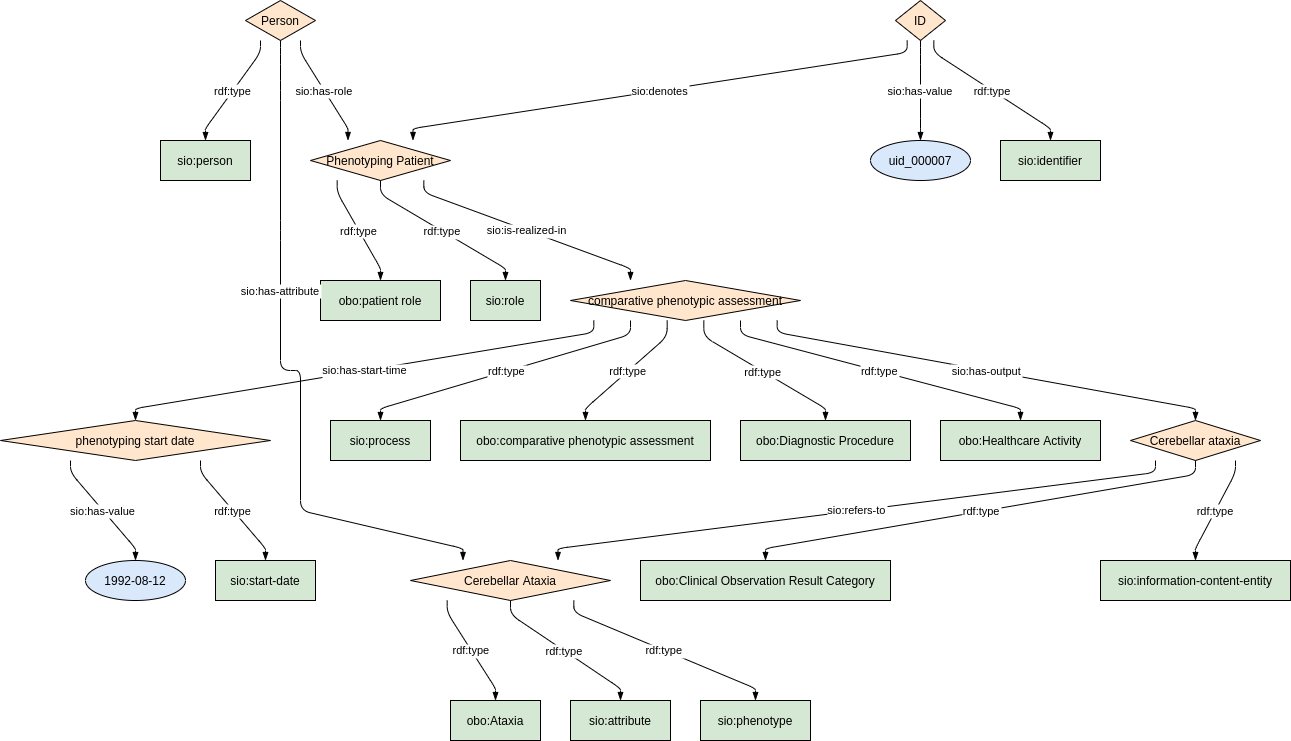 Person
ID
rdf:type
sio:has-role
sio:denotes
sio:has-value
rdf:type
sio:person
Phenotyping Patient
uid_000007
sio:identifier
rdf:type
rdf:type
sio:is-realized-in
sio:has-attribute
obo:patient role
sio:role
comparative phenotypic assessment
sio:has-start-time
rdf:type
rdf:type
rdf:type
rdf:type
sio:has-output
phenotyping start date
sio:process
obo:comparative phenotypic assessment
obo:Diagnostic Procedure
obo:Healthcare Activity
Cerebellar ataxia
sio:has-value
rdf:type
sio:refers-to
rdf:type
rdf:type
1992-08-12
sio:start-date
Cerebellar Ataxia
obo:Clinical Observation Result Category
sio:information-content-entity
rdf:type
rdf:type
rdf:type
obo:Ataxia
sio:attribute
sio:phenotype